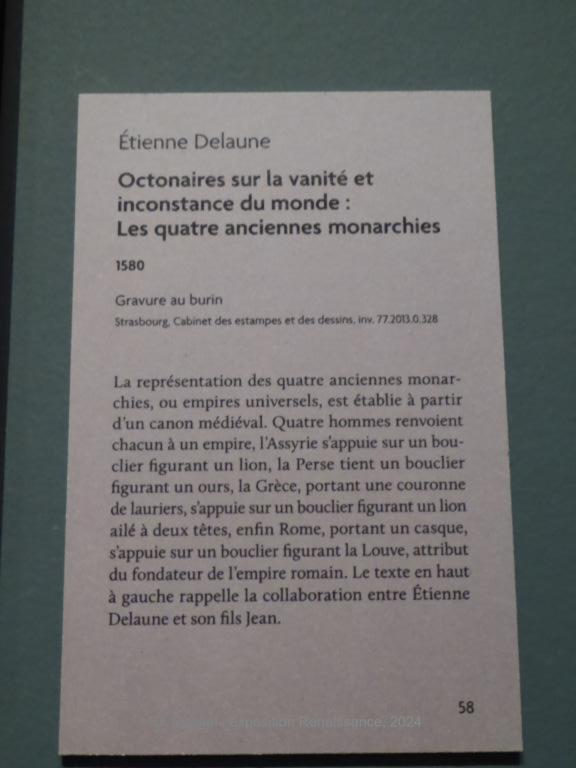 Étienne Delaune
Octonaires sur la vanité et
inconstance du monde :
Les quatre anciennes monarchies
1580
Gravure au burin
Strasbourg, Cabinet des estampes et des dessins, inv. 77.2013.0.328
La représentation des quatre anciennes monar-
chies, ou empires universels, est établie à partir
d'un canon médiéval. Quatre hommes renvoient
chacun à un empire, l'Assyrie s'appuie sur un bou-
clier figurant un lion, la Perse tient un bouclier
figurant un ours, la Grèce, portant une couronne
de lauriers, s'appuie sur un bouclier figurant un lion
ailé à deux têtes, enfin Rome, portant un casque,
s'appuie sur un bouclier figurant la Louve, attribut
du fondateur de l'empire romain. Le texte en haut
à gauche rappelle la collaboration entre Étienne
Delaune et son fils Jean.
58
exposition Renaissance, 2024